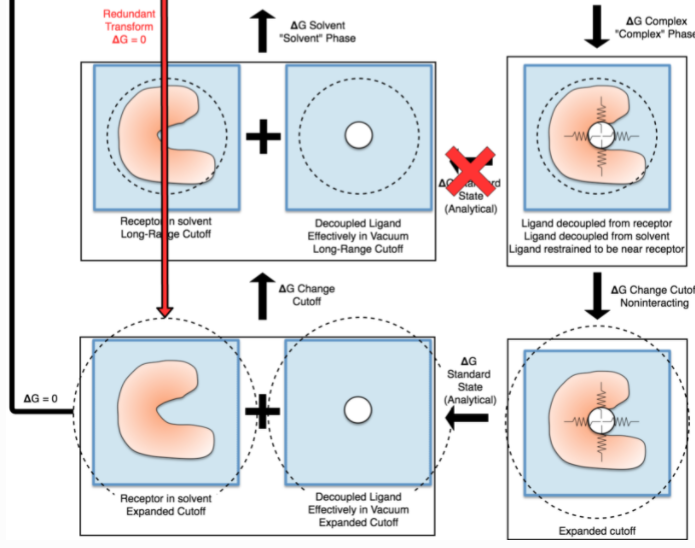 Redundant
Transform
ΔG = 0
ΔG Solvent
"Solvent" Phase
ΔG Complex
"Complex" Phase
Receptor in solvent
Long-Range Cutoff
Decoupled Ligand
Effectively in Vacuum
Long-Range Cutoff
ΔG Standard
State
(Analytical)
Ligand decoupled from receptor
Ligand decoupled from solvent
Ligand restrained to be near receptor
ΔG Change
Cutoff
ΔG Change Cutof
Noninteracting
ΔG = 0
ΔG
Standard
State
(Analytical)
Receptor in solvent
Expanded Cutoff
Decoupled Ligand
Effectively in Vacuum
Expanded Cutoff
Expanded cutoff